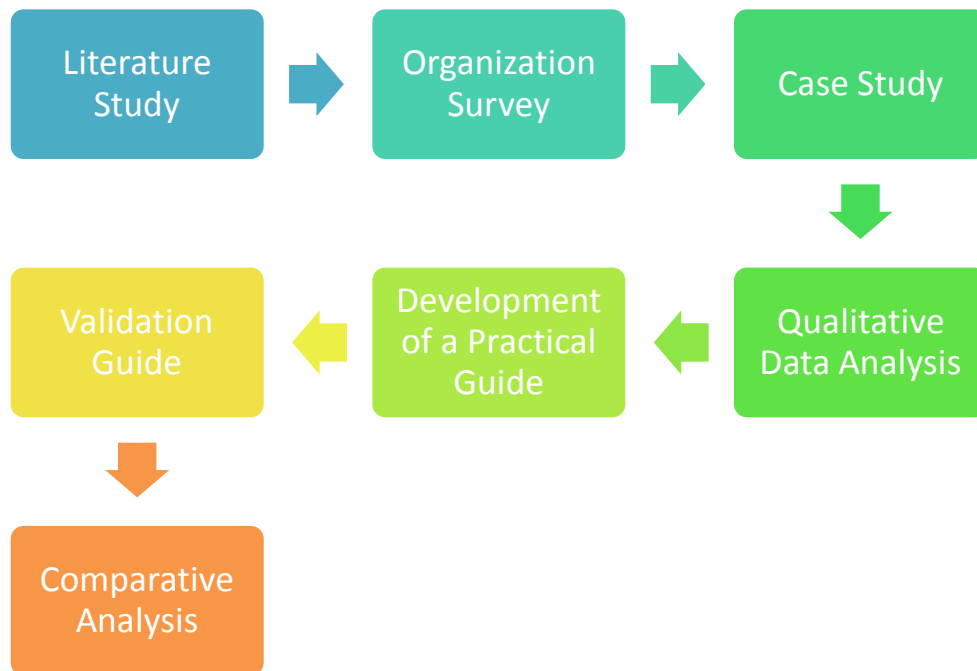 Literature
Study
Organization
Survey
Case Study
Qualitative
Data Analysis
Development
of a Practical
Guide
Validation
Guide
Comparative
Analysis